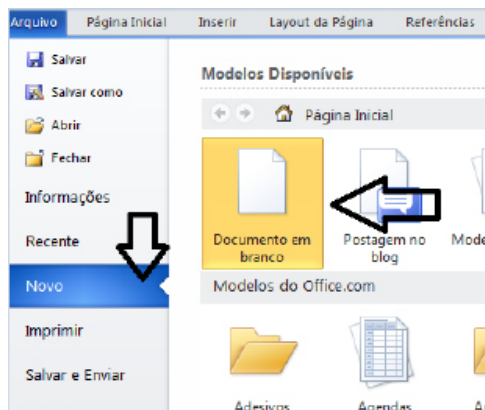 Arquivo Página Inicial Inserir Layout da Página Referências
Salvar
Salvar como
Abrir
Fechar
Informações
Recente
Novo
Imprimir
Salvar e Enviar
Modelos Disponíveis
Página Inicial
Documento em
branco
Postagem no
blog
Modelos do Office.com
Adesivos
Agendas